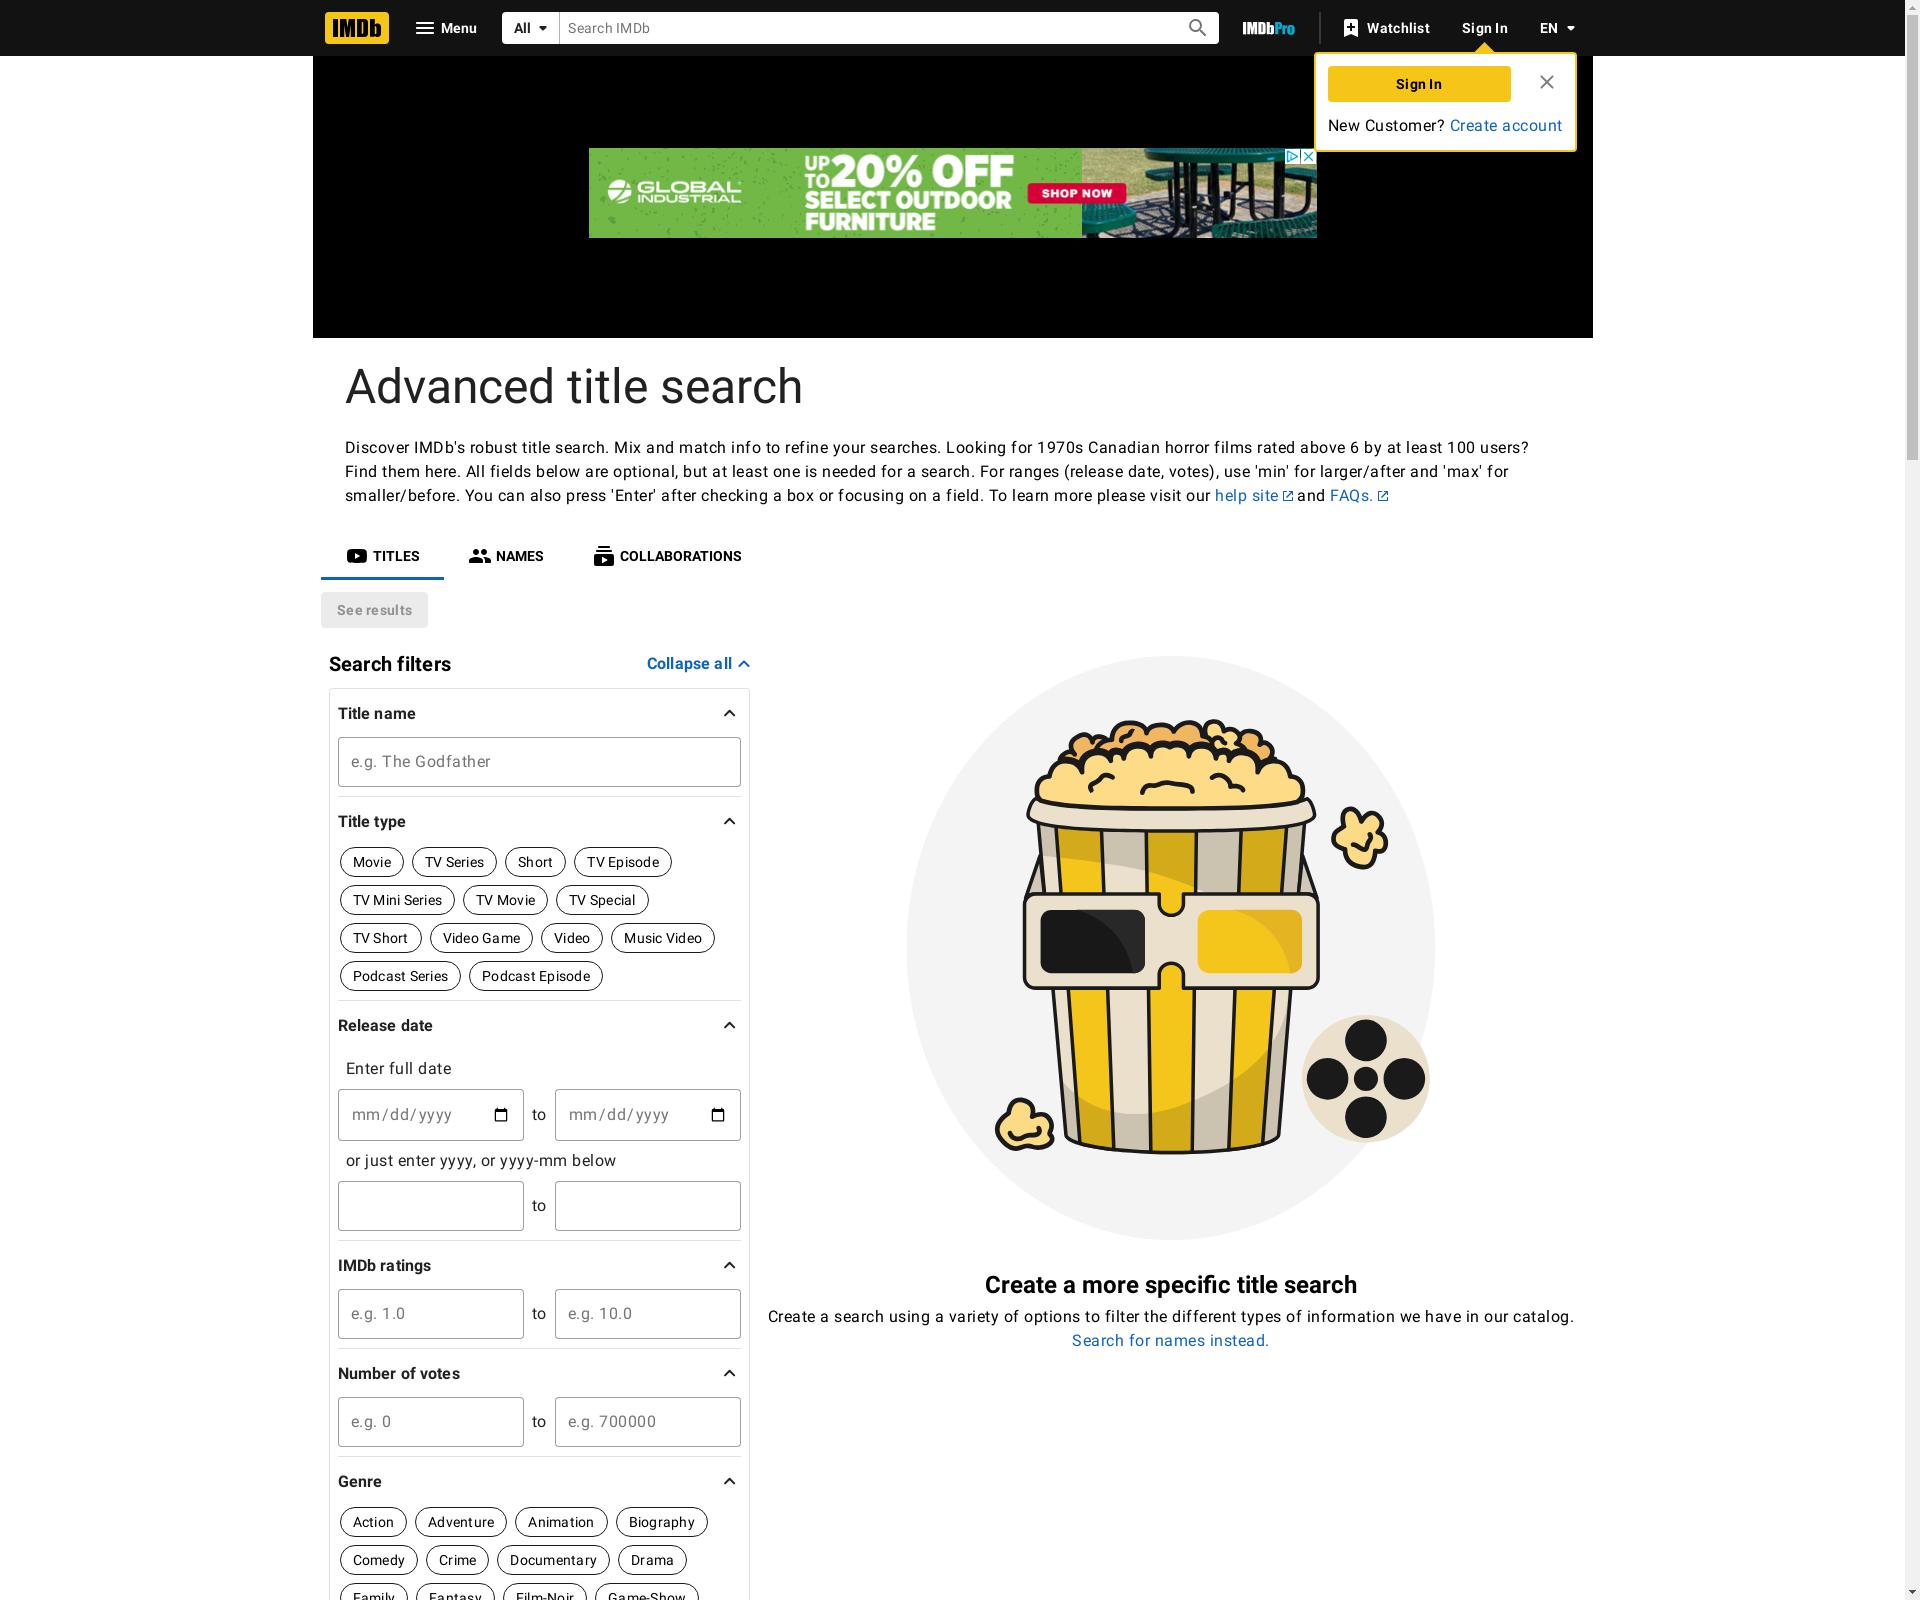 IMDb
Menu
All
Search IMDb
IMDbPro
Watchlist
Sign In
EN
Sign In
New Customer? Create account
GLOBAL INDUSTRIAL
UP TO 20% OFF
SELECT OUTDOOR
FURNITURE
SHOP NOW
Advanced title search
Discover IMDb's robust title search. Mix and match info to refine your searches. Looking for 1970s Canadian horror films rated above 6 by at least 100 users?
Find them here. All fields below are optional, but at least one is needed for a search. For ranges (release date, votes), use 'min' for larger/after and 'max' for
smaller/before. You can also press 'Enter' after checking a box or focusing on a field. To learn more please visit our help site and FAQs.
TITLES
NAMES
COLLABORATIONS
See results
Search filters
Collapse all
Title name
e.g. The Godfather
Title type
Movie TV Series Short TV Episode
TV Mini Series TV Movie TV Special
TV Short Video Game Video Music Video
Podcast Series Podcast Episode
Release date
Enter full date
mm/dd/yyyy to mm/dd/yyyy
or just enter yyyy, or yyyy-mm below
to
IMDb ratings
e.g. 1.0 to e.g. 10.0
Number of votes
e.g. 0 to e.g. 700000
Genre
Action Adventure Animation Biography
Comedy Crime Documentary Drama
Family Fantasy Film-Noir Game-Show
Create a more specific title search
Create a search using a variety of options to filter the different types of information we have in our catalog.
Search for names instead.